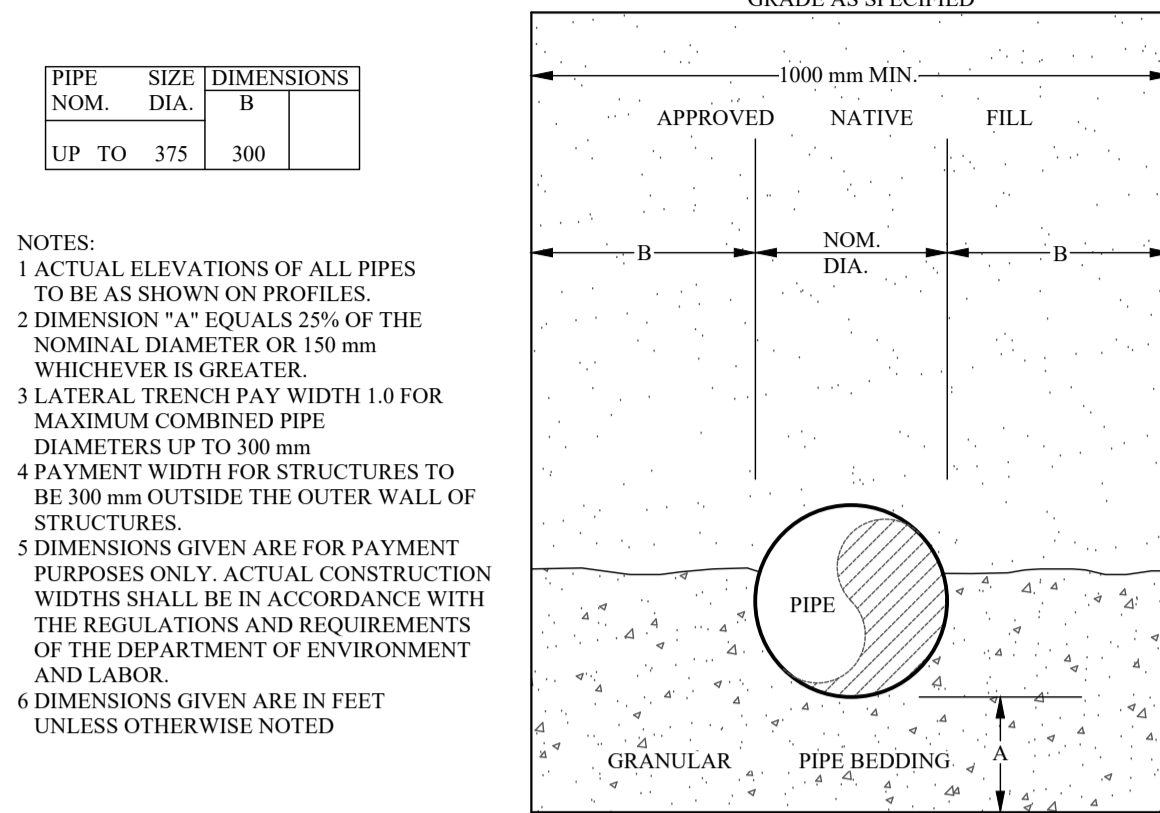 GRADE AS SPECIFIED
PIPE SIZE DIMENSIONS
NOM. DIA. B
UP TO 375 300
NOTES:
1 ACTUAL ELEVATIONS OF ALL PIPES
TO BE AS SHOWN ON PROFILES.
2 DIMENSION "A" EQUALS 25% OF THE
NOMINAL DIAMETER OR 150 mm
WHICHEVER IS GREATER.
3 LATERAL TRENCH PAY WIDTH 1.0 FOR
MAXIMUM COMBINED PIPE
DIAMETERS UP TO 300 mm
4 PAYMENT WIDTH FOR STRUCTURES TO
BE 300 mm OUTSIDE THE OUTER WALL OF
STRUCTURES.
5 DIMENSIONS GIVEN ARE FOR PAYMENT
PURPOSES ONLY. ACTUAL CONSTRUCTION
WIDTHS SHALL BE IN ACCORDANCE WITH
THE REGULATIONS AND REQUIREMENTS
OF THE DEPARTMENT OF ENVIRONMENT
AND LABOR.
6 DIMENSIONS GIVEN ARE IN FEET
UNLESS OTHERWISE NOTED
1000 mm MIN.
APPROVED NATIVE FILL
B NOM. B
DIA.
PIPE
GRANULAR PIPE BEDDING A